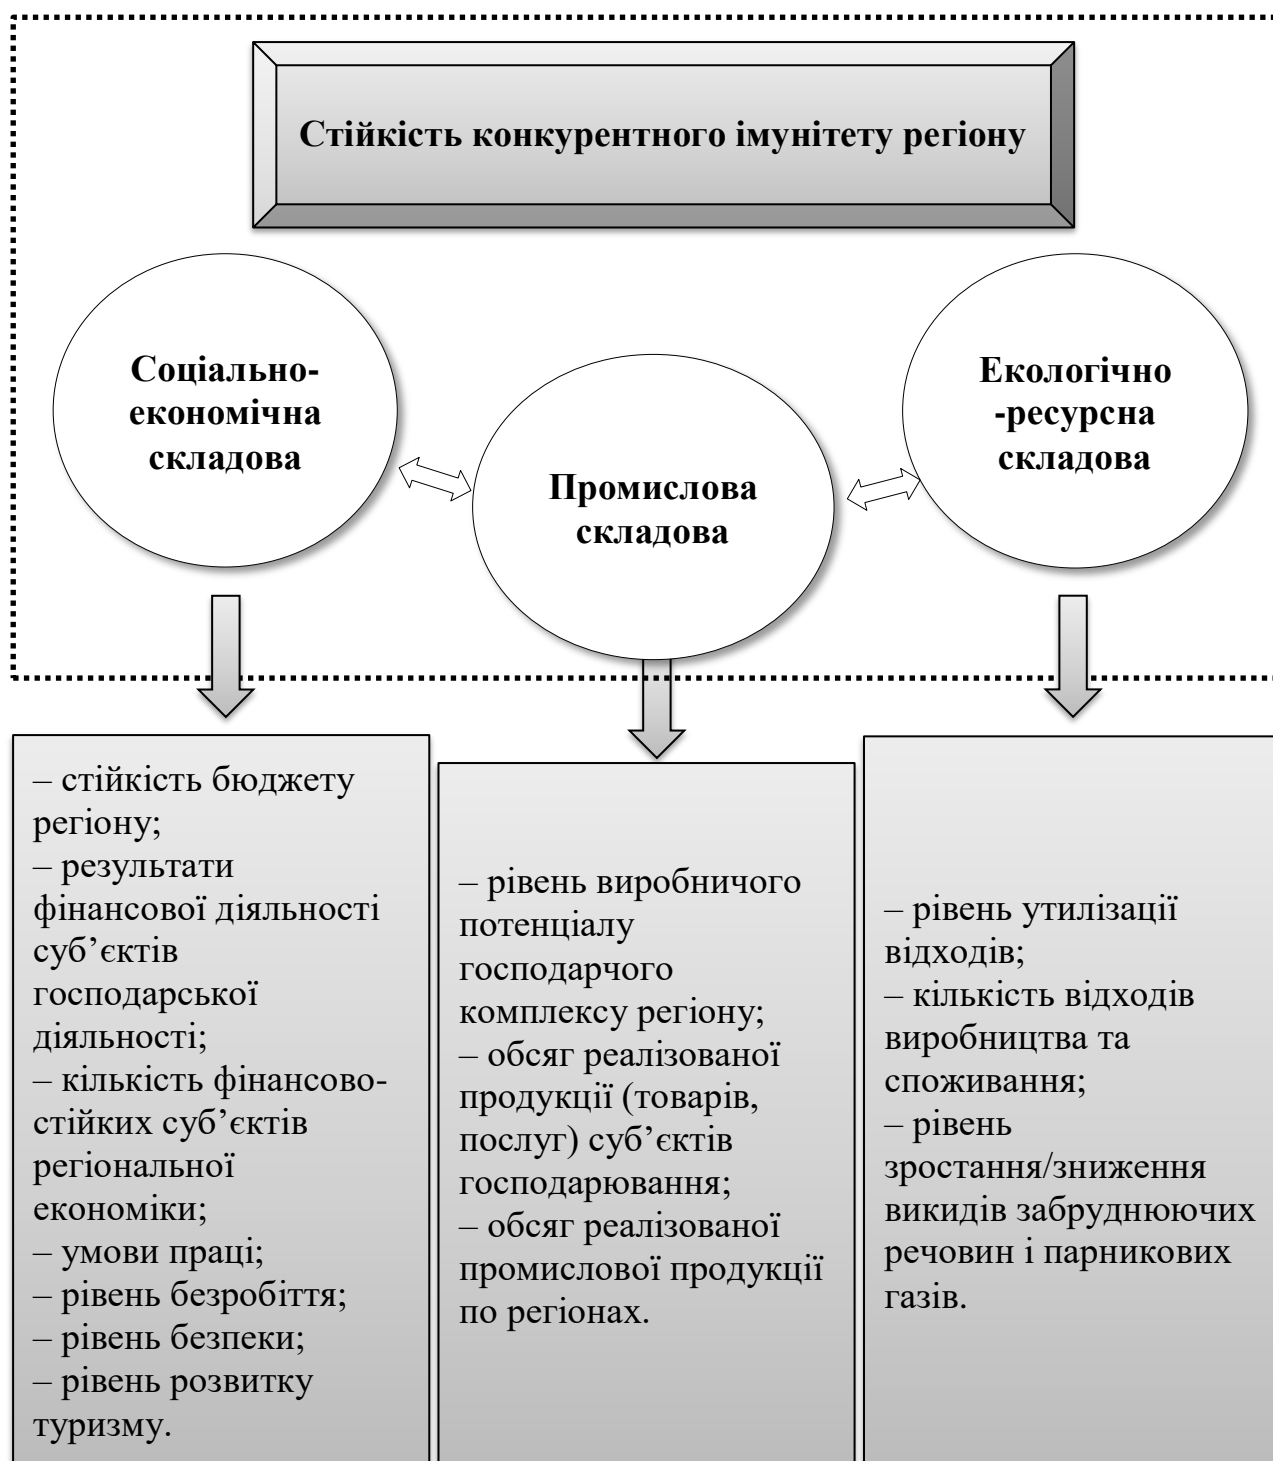 Стійкість конкурентного імунітету регіону
Соціально-
економічна
складова
Промислова
складова
Екологічно
-ресурсна
складова
– стійкість бюджету
регіону;
– результати
фінансової діяльності
суб’єктів
господарської
діяльності;
– кількість фінансово-
стійких суб’єктів
регіональної
економіки;
– умови праці;
– рівень безробіття;
– рівень безпеки;
– рівень розвитку
туризму.
– рівень виробничого
потенціалу
господарчого
комплексу регіону;
– обсяг реалізованої
продукції (товарів,
послуг) суб’єктів
господарювання;
– обсяг реалізованої
промислової продукції
по регіонах.
– рівень утилізації
відходів;
– кількість відходів
виробництва та
споживання;
– рівень
зростання/зниження
викидів забруднюючих
речовин і парникових
газів.